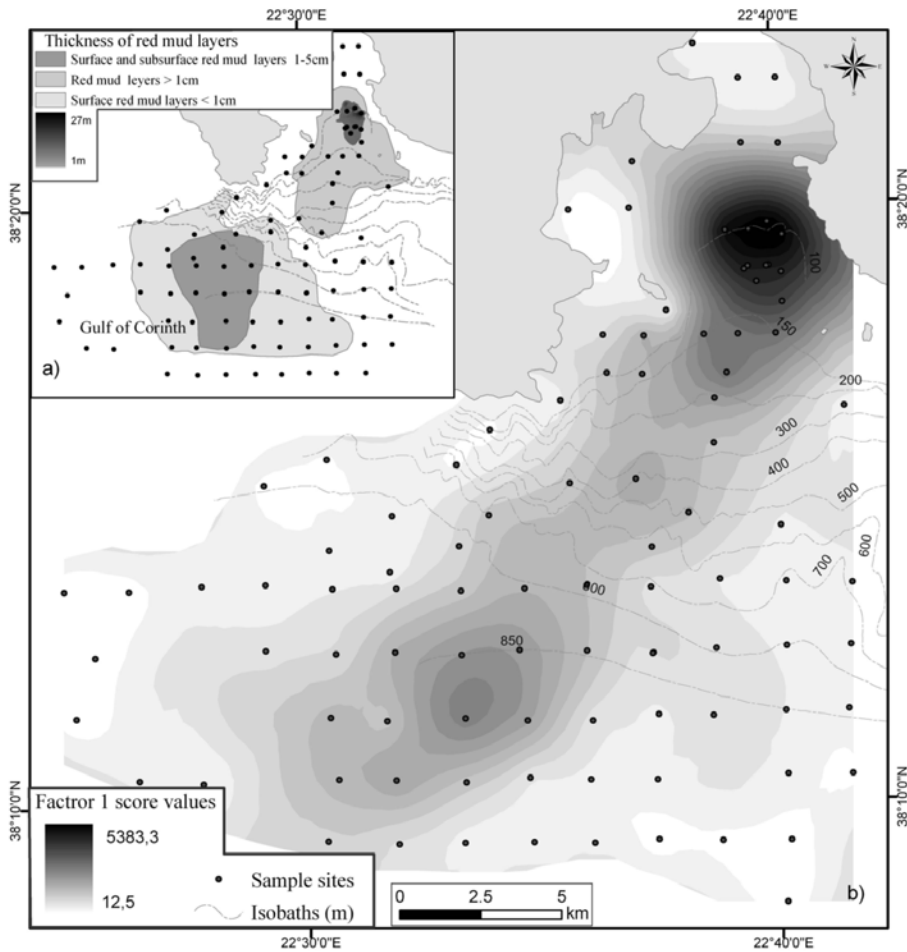 22°30'0"E
22°40'0"E
Thickness of red mud layers
Surface and subsurface red mud layers 1-5cm
Red mud leyers > 1cm
Surface red mud layers < 1cm
27m
1m
38°20'0"N
38°20'0"N
Gulf of Corinth
a)
100
150
200
300
400
500
600
700
800
850
38°10'0"N
38°10'0"N
Factror 1 score values
5383,3
12,5
Sample sites
Isobaths (m)
0 2.5 5
km
b)
22°30'0"E
22°40'0"E